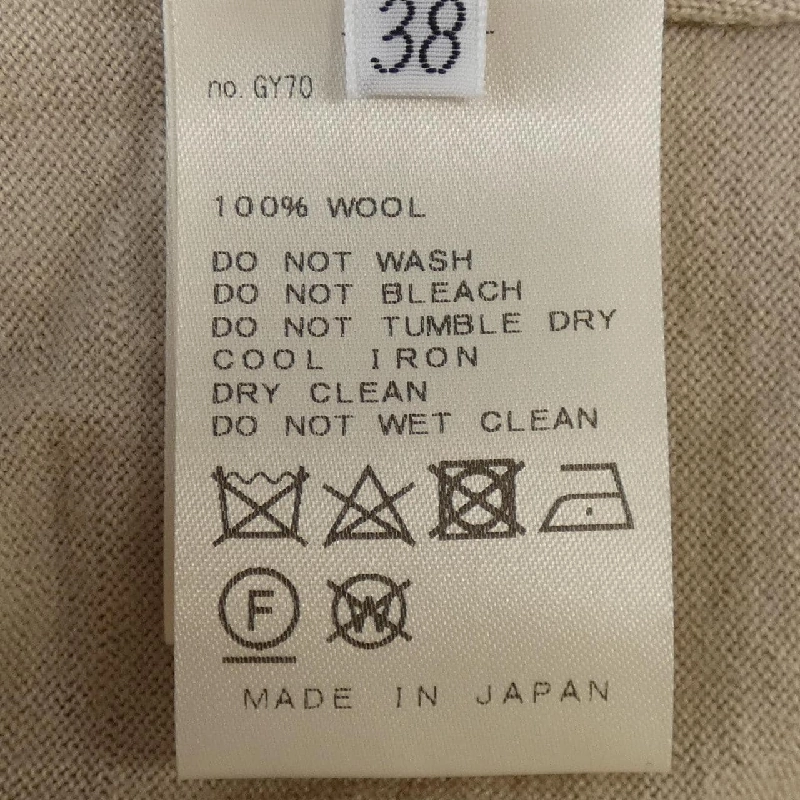 38
no. GY70
100% WOOL
DO NOT WASH
DO NOT BLEACH
DO NOT TUMBLE DRY
COOL IRON
DRY CLEAN
DO NOT WET CLEAN
F W
MADE IN JAPAN